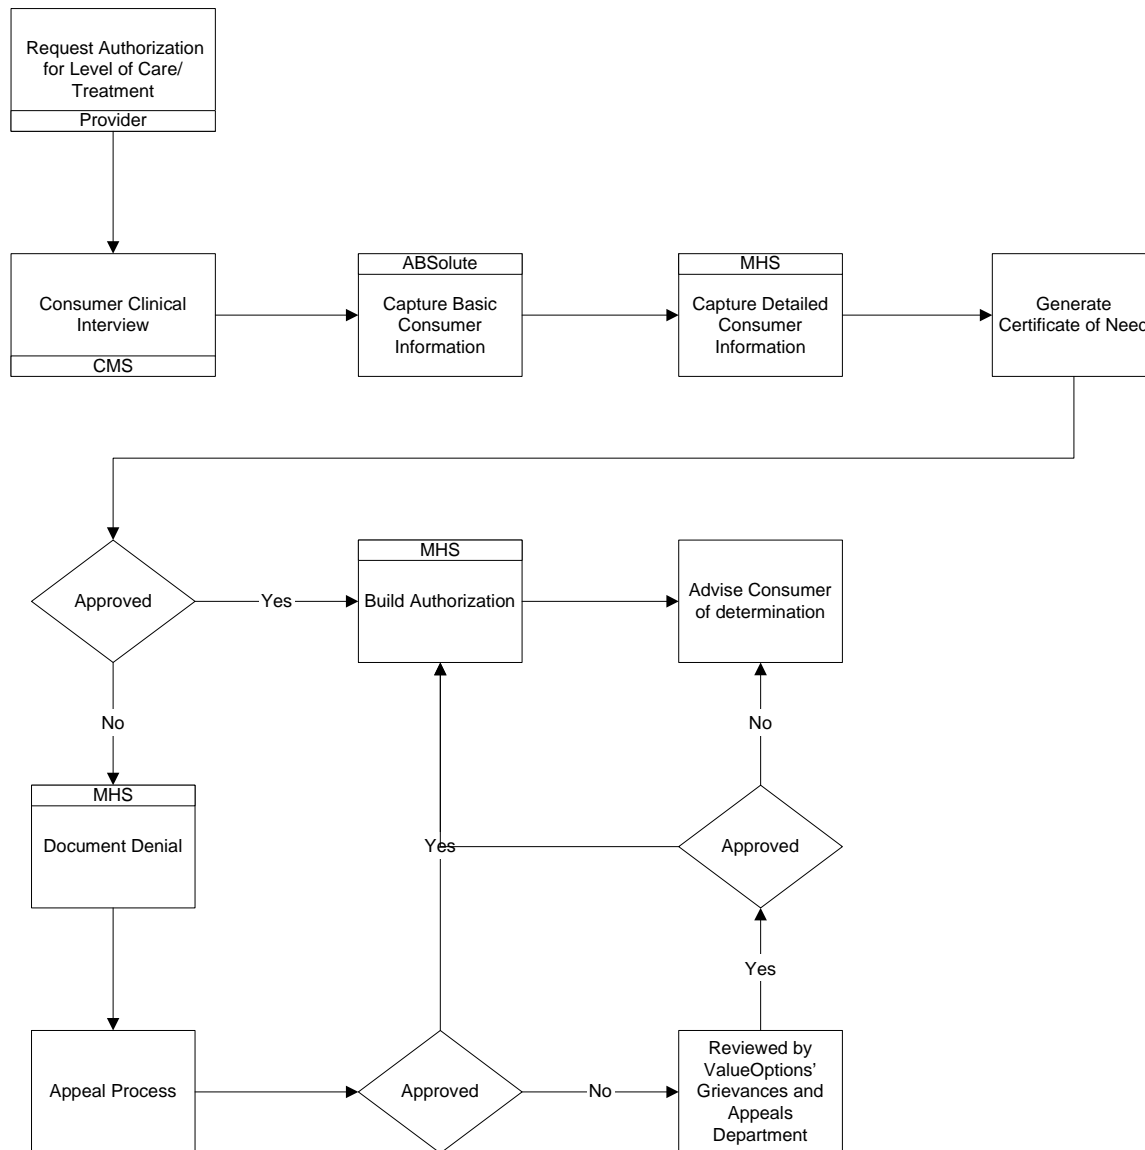 Request Authorization
for Level of Care/
Treatment
Provider
Consumer Clinical
Interview
CMS
ABSolute
Capture Basic
Consumer
Information
MHS
Capture Detailed
Consumer
Information
Generate
Certificate of Need
Approved
Yes
MHS
Build Authorization
Advise Consumer
of determination
No
No
MHS
Document Denial
Yes
Approved
Yes
Appeal Process
Approved
No
Reviewed by
ValueOptions’
Grievances and
Appeals
Department